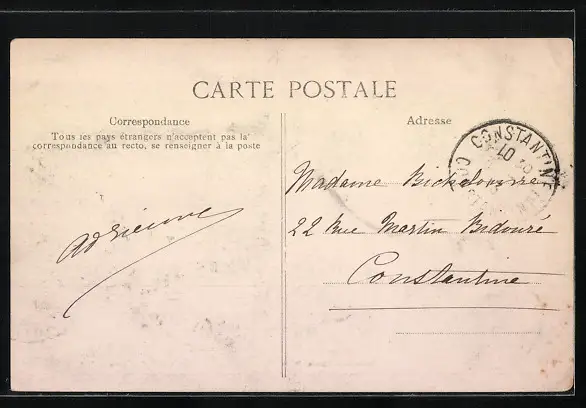 CARTE POSTALE
Correspondance
Tous les pays étrangers n'acceptent pas la
correspondance au recto, se renseigner à la poste
Adresse
CONSTANTINE
Madame
22 Rue Martin Bidouré
Constantine